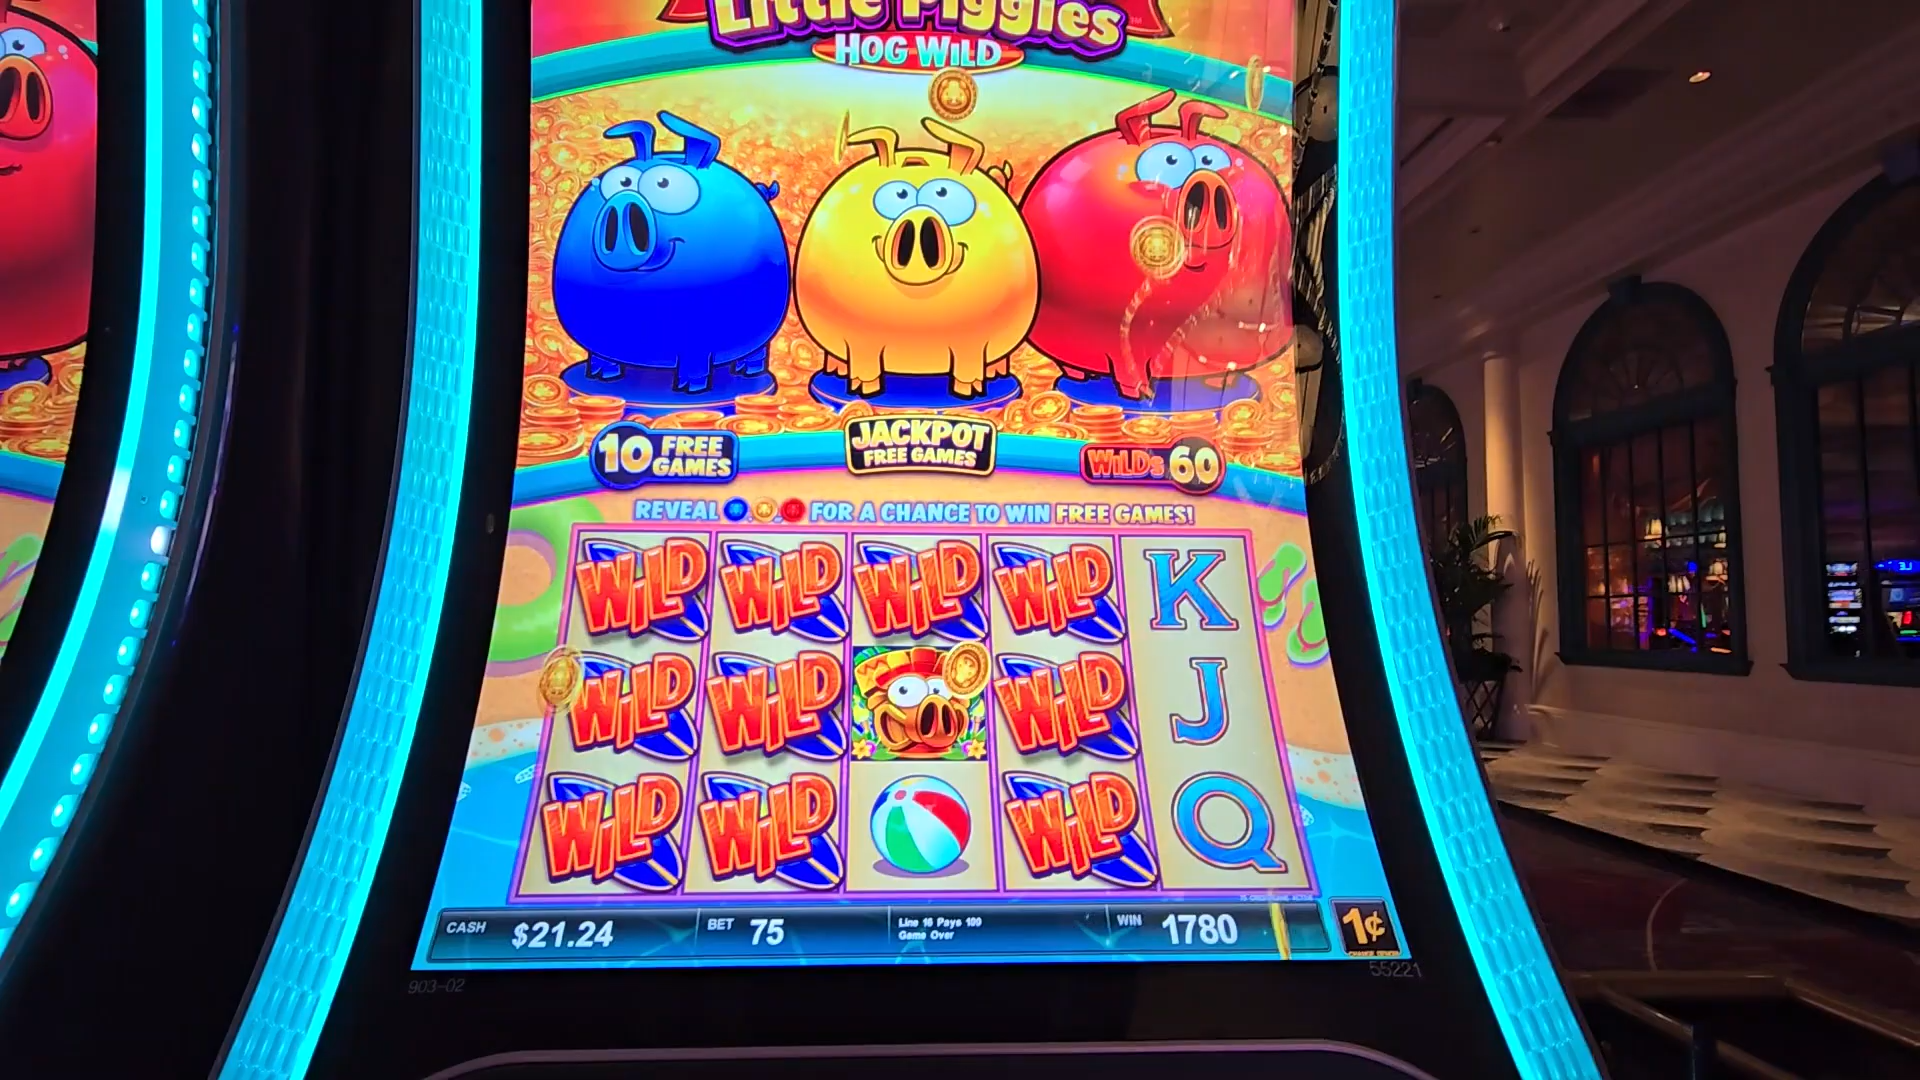 Little Piggies
HOG WILD
10 FREE GAMES
JACKPOT FREE GAMES
WILDS 60
REVEAL FOR A CHANCE TO WIN FREE GAMES!
WILD WILD WILD WILD K
WILD WILD WILD J
WILD WILD WILD Q
CASH $21.24 BET 75 Line 16 Pays 100 WIN 1780 1¢
Game Over
903-02 55221